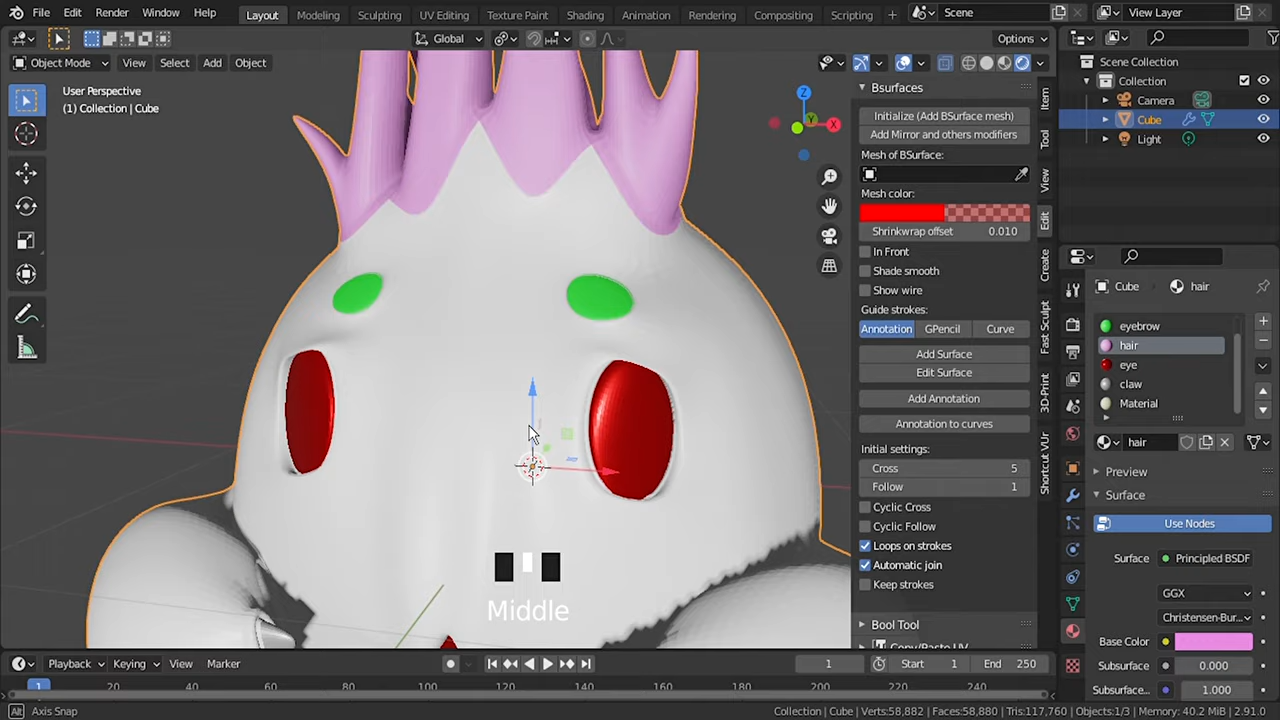 File Edit Render Window Help Layout Modeling Sculpting UV Editing Texture Paint Shading Animation Rendering Compositing Scripting + Scene View Layer
Global Options
Object Mode View Select Add Object
User Perspective
(1) Collection | Cube
Z
Y
X
Bsurfaces
Initialize (Add BSurface mesh)
Add Mirror and others modifiers
Mesh of BSurface:
Mesh color:
Shrinkwrap offset 0.010
In Front
Shade smooth
Show wire
Guide strokes:
Annotation GPencil Curve
Add Surface
Edit Surface
Add Annotation
Annotation to curves
Initial settings:
Cross 5
Follow 1
Cyclic Cross
Cyclic Follow
Loops on strokes
Automatic join
Keep strokes
Bool Tool
Copy/Paste UV
Item
Tool
View
Edit
Create
Fast Sculpt
3D-Print
Shortcut VUr
Scene Collection
Collection
Camera
Cube
Light
Cube hair
eyebrow
hair
eye
claw
Material
hair
Preview
Surface
Use Nodes
Surface Principled BSDF
GGX
Christensen-Bur...
Base Color
Subsurface 0.000
Subsurface... 1.000
Middle
Playback Keying View Marker 1 Start 1 End 250
1 20 40 60 80 100 120 140 160 180 200 220 240
Alt Axis Snap Collection | Cube | Verts:58,882 | Faces:58,880 | Tris:117,760 | Objects:1/3 | Memory: 40.2 MiB | 2.91.0